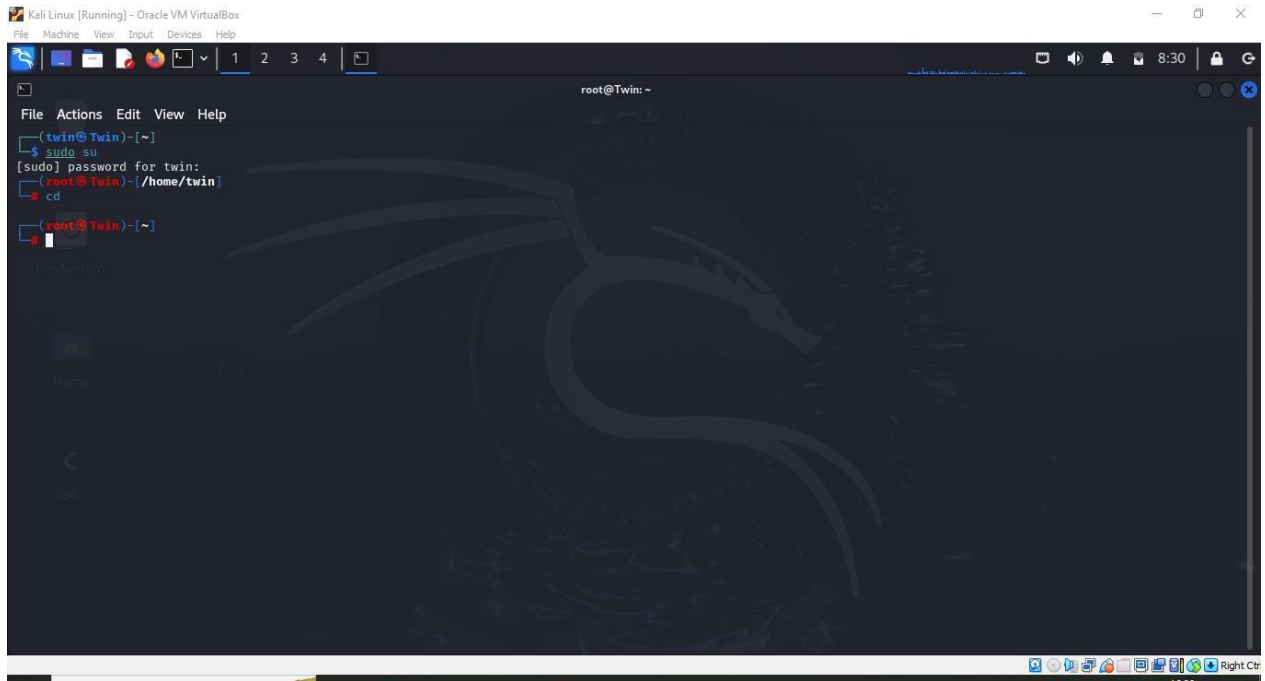 Kali Linux [Running] - Oracle VM VirtualBox
File Machine View Input Devices Help
1 2 3 4 8:30
root@Twin: ~
File Actions Edit View Help
┌──(twin㉿Twin)-[~]
└─$ sudo su
[sudo] password for twin:
┌──(root㉿Twin)-[/home/twin]
└─# cd
┌──(root㉿Twin)-[~]
└─#
File System
Home
764.c
Right Ctr